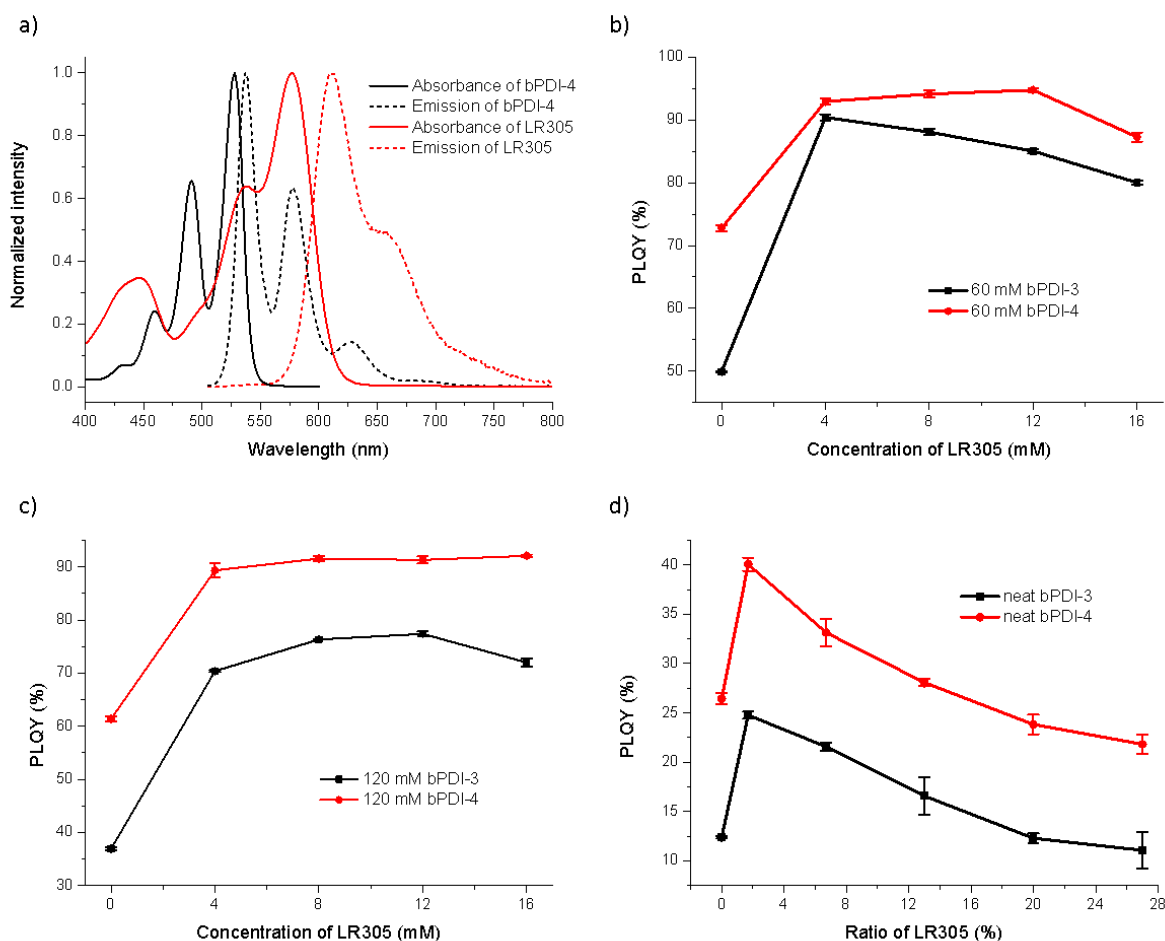 a)
Normalized intensity
1.0
0.8
0.6
0.4
0.2
0.0
Absorbance of bPDI-4
Emission of bPDI-4
Absorbance of LR305
Emission of LR305
400 450 500 550 600 650 700 750 800
Wavelength (nm)
b)
PLQY (%)
100
90
80
70
60
50
60 mM bPDI-3
60 mM bPDI-4
0 4 8 12 16
Concentration of LR305 (mM)
c)
PLQY (%)
90
80
70
60
50
40
30
120 mM bPDI-3
120 mM bPDI-4
0 4 8 12 16
Concentration of LR305 (mM)
d)
PLQY (%)
40
35
30
25
20
15
10
neat bPDI-3
neat bPDI-4
0 4 8 12 16 20 24 28
Ratio of LR305 (%)